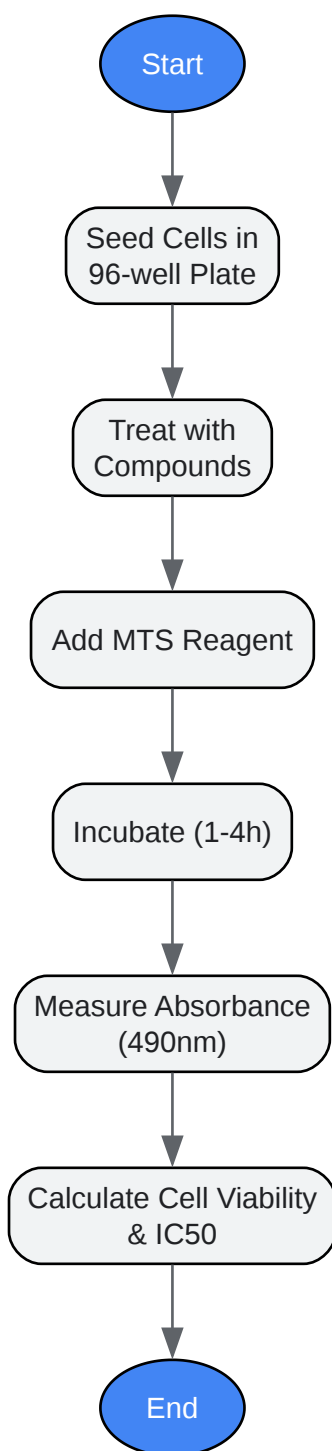 Start
Seed Cells in
96-well Plate
Treat with
Compounds
Add MTS Reagent
Incubate (1-4h)
Measure Absorbance
(490nm)
Calculate Cell Viability
& IC50
End